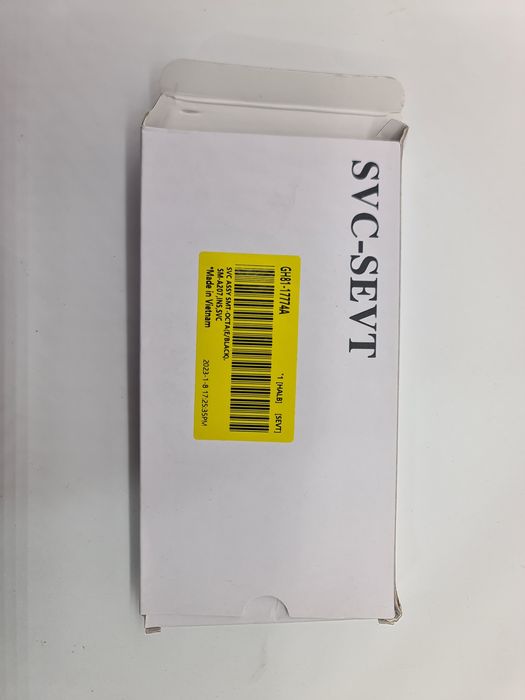 SVC-SEVT
GH81-17774A
*1 [HALB] [SEVT]
SVC ASSY SMT-OCTA(E/BLACK),
SM-A207,INS,SVC
*Made in Vietnam
2023-1-8 17:25:35PM